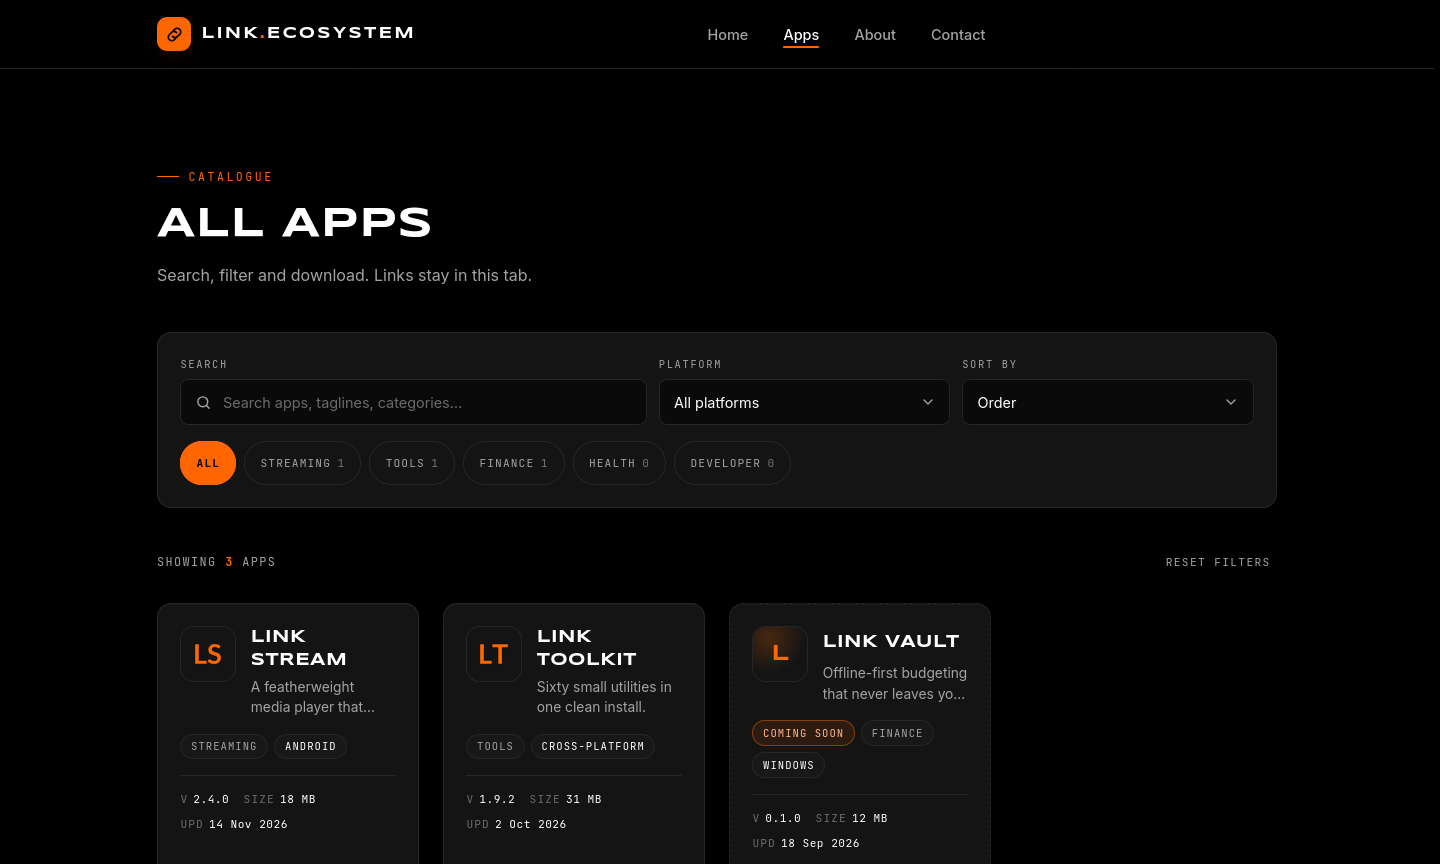 LINK.ECOSYSTEM
Home Apps About Contact
CATALOGUE
ALL APPS
Search, filter and download. Links stay in this tab.
SEARCH PLATFORM SORT BY
Search apps, taglines, categories… All platforms Order
ALL STREAMING 1 TOOLS 1 FINANCE 1 HEALTH 0 DEVELOPER 0
SHOWING 3 APPS RESET FILTERS
LS
LINK
STREAM
A featherweight
media player that…
STREAMING ANDROID
V 2.4.0 SIZE 18 MB
UPD 14 Nov 2026
LT
LINK
TOOLKIT
Sixty small utilities in
one clean install.
TOOLS CROSS-PLATFORM
V 1.9.2 SIZE 31 MB
UPD 2 Oct 2026
L
LINK VAULT
Offline-first budgeting
that never leaves yo…
COMING SOON FINANCE
WINDOWS
V 0.1.0 SIZE 12 MB
UPD 18 Sep 2026